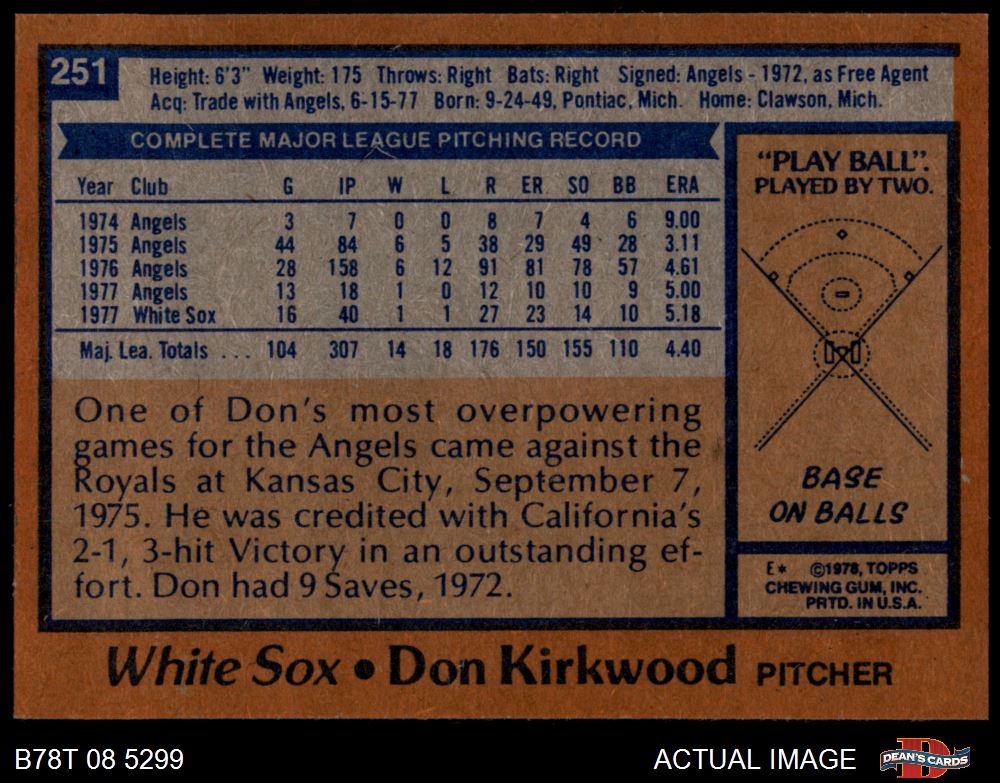 251
Height: 6'3" Weight: 175 Throws: Right Bats: Right Signed: Angels - 1972, as Free Agent
Acq: Trade with Angels, 6-15-77 Born: 9-24-49, Pontiac, Mich. Home: Clawson, Mich.
COMPLETE MAJOR LEAGUE PITCHING RECORD
Year Club G IP W L R ER SO BB ERA
1974 Angels 3 7 0 0 8 7 4 6 9.00
1975 Angels 44 84 6 5 38 29 49 28 3.11
1976 Angels 28 158 6 12 91 81 78 57 4.61
1977 Angels 13 18 1 0 12 10 10 9 5.00
1977 White Sox 16 40 1 1 27 23 14 10 5.18
Maj. Lea. Totals ... 104 307 14 18 176 150 155 110 4.40
One of Don's most overpowering
games for the Angels came against the
Royals at Kansas City, September 7,
1975. He was credited with California's
2-1, 3-hit Victory in an outstanding ef-
fort. Don had 9 Saves, 1972.
"PLAY BALL".
PLAYED BY TWO.
BASE
ON BALLS
E* ©1978, TOPPS
CHEWING GUM, INC.
PRTD. IN U.S.A.
White Sox • Don Kirkwood PITCHER
B78T 08 5299
ACTUAL IMAGE
DEAN'S CARDS